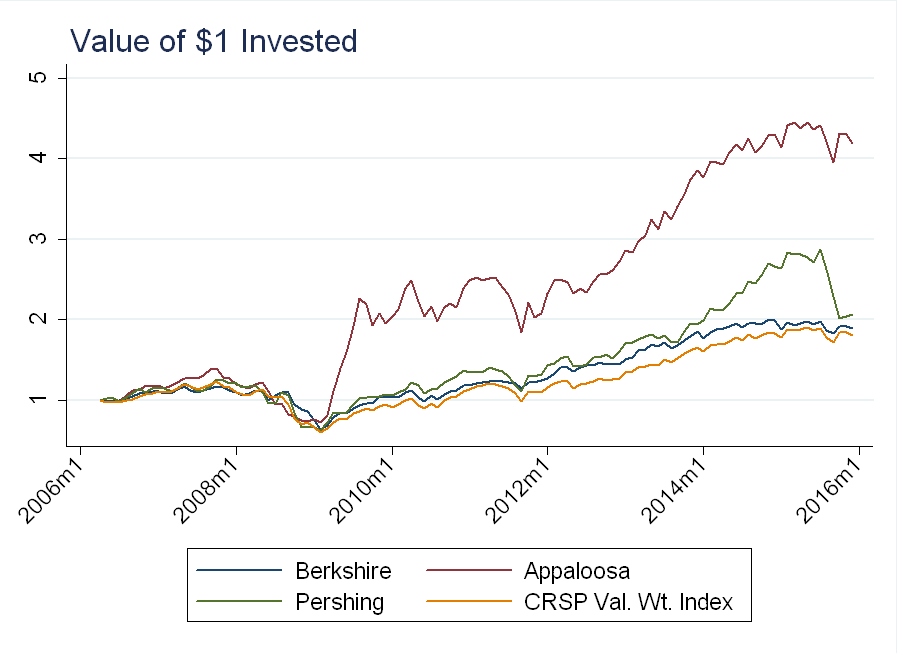 Value of $1 Invested
5
4
3
2
1
2006m1 2008m1 2010m1 2012m1 2014m1 2016m1
Berkshire Appaloosa
Pershing CRSP Val. Wt. Index